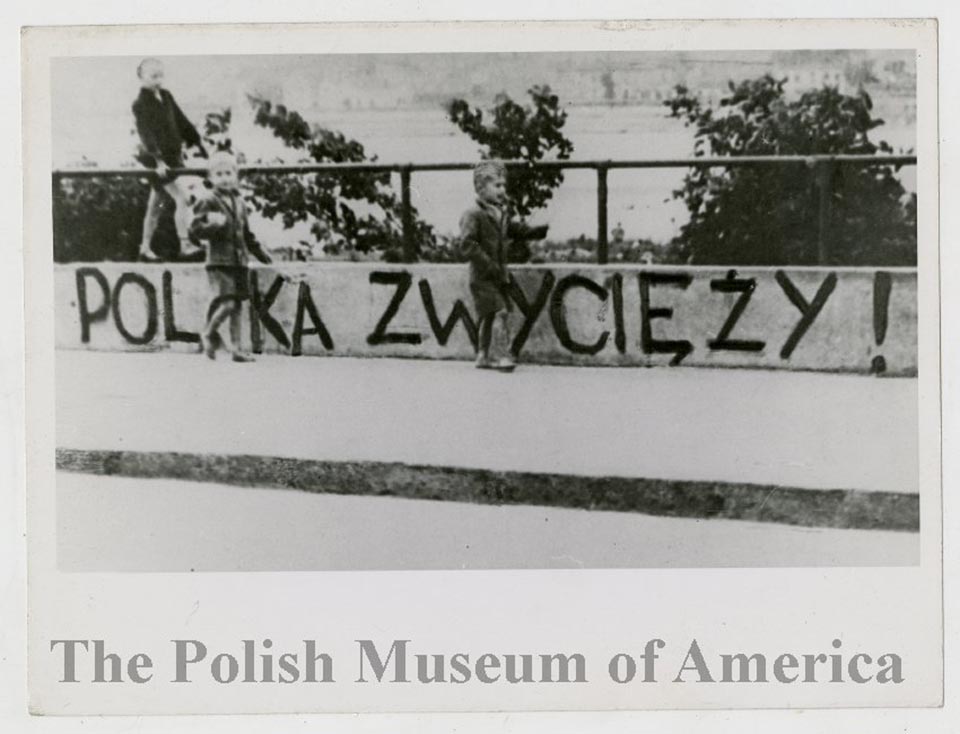 POLSKA ZWYCIĘŻY!
The Polish Museum of America